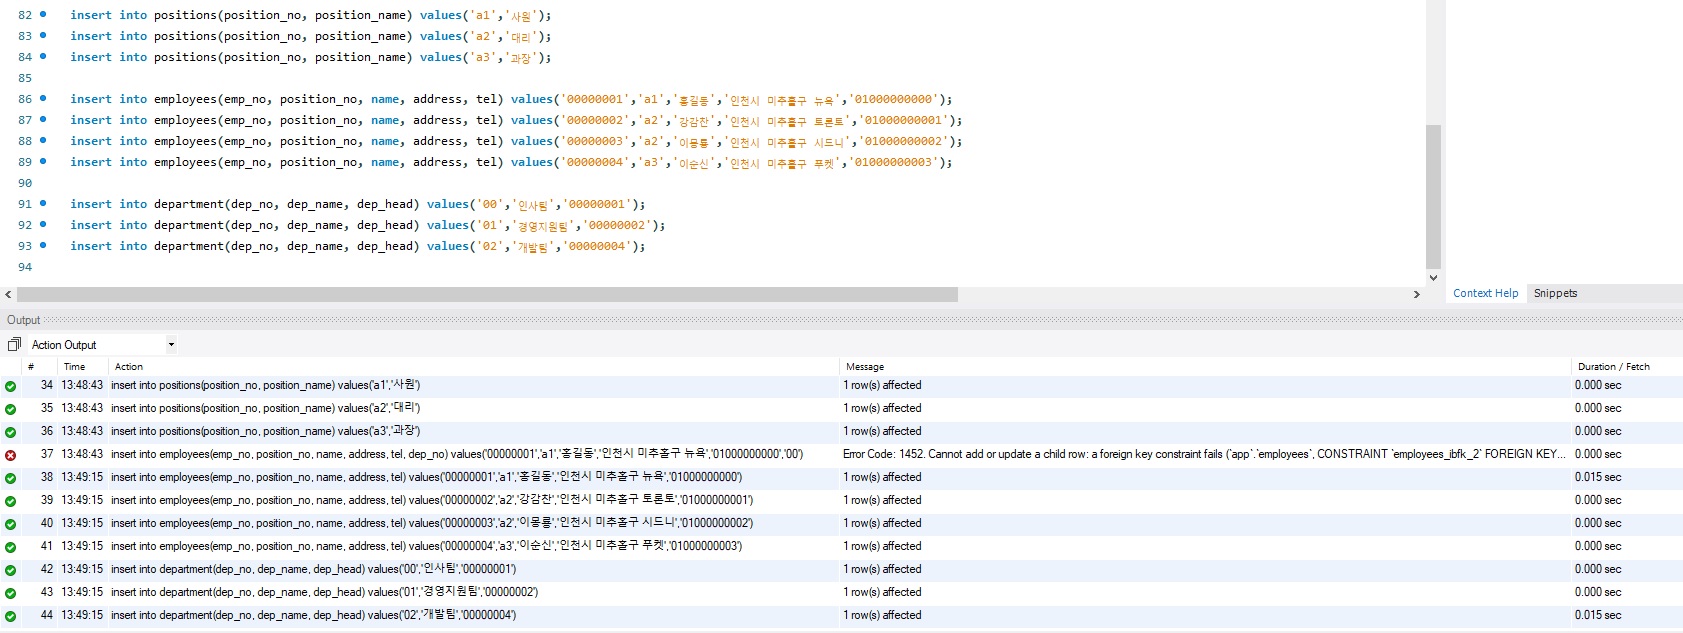 82 insert into positions(position_no, position_name) values('a1','사원');
83 insert into positions(position_no, position_name) values('a2','대리');
84 insert into positions(position_no, position_name) values('a3','과장');
85
86 insert into employees(emp_no, position_no, name, address, tel) values('00000001','a1','홍길동','인천시 미추홀구 뉴욕','01000000000');
87 insert into employees(emp_no, position_no, name, address, tel) values('00000002','a2','강감찬','인천시 미추홀구 토론토','01000000001');
88 insert into employees(emp_no, position_no, name, address, tel) values('00000003','a2','이몽룡','인천시 미추홀구 시드니','01000000002');
89 insert into employees(emp_no, position_no, name, address, tel) values('00000004','a3','이순신','인천시 미추홀구 푸켓','01000000003');
90
91 insert into department(dep_no, dep_name, dep_head) values('00','인사팀','00000001');
92 insert into department(dep_no, dep_name, dep_head) values('01','경영지원팀','00000002');
93 insert into department(dep_no, dep_name, dep_head) values('02','개발팀','00000004');
94
Context Help Snippets
Output
Action Output
# Time Action Message Duration / Fetch
34 13:48:43 insert into positions(position_no, position_name) values('a1','사원') 1 row(s) affected 0.000 sec
35 13:48:43 insert into positions(position_no, position_name) values('a2','대리') 1 row(s) affected 0.000 sec
36 13:48:43 insert into positions(position_no, position_name) values('a3','과장') 1 row(s) affected 0.000 sec
37 13:48:43 insert into employees(emp_no, position_no, name, address, tel, dep_no) values('00000001','a1','홍길동','인천시 미추홀구 뉴욕','01000000000','00') Error Code: 1452. Cannot add or update a child row: a foreign key constraint fails (`app`.`employees`, CONSTRAINT `employees_ibfk_2` FOREIGN KEY... 0.000 sec
38 13:49:15 insert into employees(emp_no, position_no, name, address, tel) values('00000001','a1','홍길동','인천시 미추홀구 뉴욕','01000000000') 1 row(s) affected 0.015 sec
39 13:49:15 insert into employees(emp_no, position_no, name, address, tel) values('00000002','a2','강감찬','인천시 미추홀구 토론토','01000000001') 1 row(s) affected 0.000 sec
40 13:49:15 insert into employees(emp_no, position_no, name, address, tel) values('00000003','a2','이몽룡','인천시 미추홀구 시드니','01000000002') 1 row(s) affected 0.000 sec
41 13:49:15 insert into employees(emp_no, position_no, name, address, tel) values('00000004','a3','이순신','인천시 미추홀구 푸켓','01000000003') 1 row(s) affected 0.000 sec
42 13:49:15 insert into department(dep_no, dep_name, dep_head) values('00','인사팀','00000001') 1 row(s) affected 0.000 sec
43 13:49:15 insert into department(dep_no, dep_name, dep_head) values('01','경영지원팀','00000002') 1 row(s) affected 0.000 sec
44 13:49:15 insert into department(dep_no, dep_name, dep_head) values('02','개발팀','00000004') 1 row(s) affected 0.015 sec